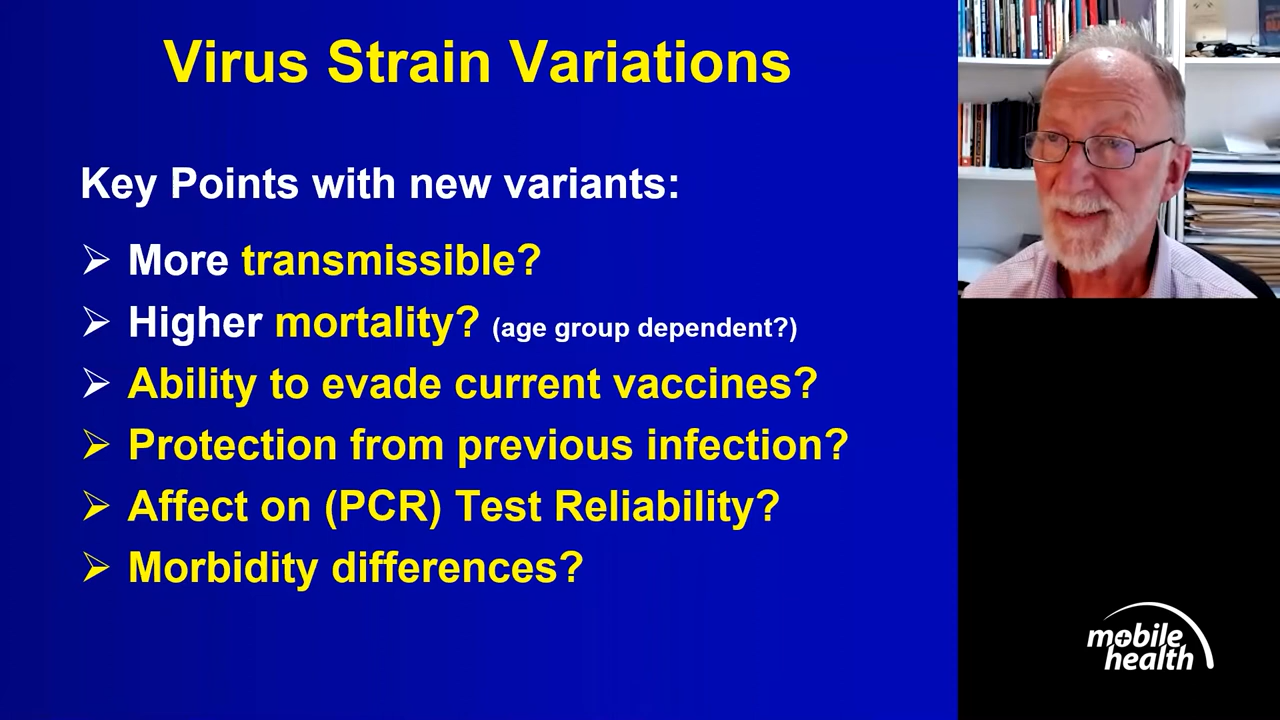 Virus Strain Variations
Key Points with new variants:
More transmissible?
Higher mortality? (age group dependent?)
Ability to evade current vaccines?
Protection from previous infection?
Affect on (PCR) Test Reliability?
Morbidity differences?
mobile
health